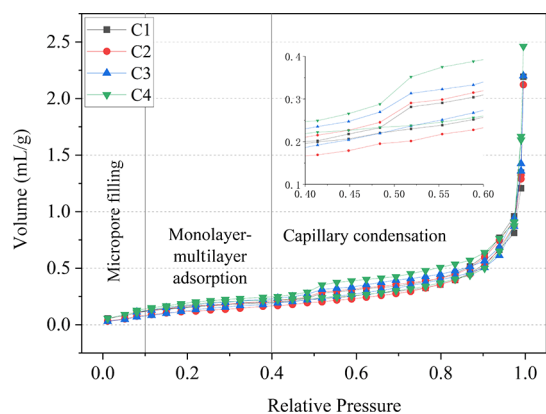 C1
C2
C3
C4
2.5
2.0
1.5
1.0
0.5
0.0
Volume (mL/g)
0.4
0.3
0.2
0.1
0.40
0.45
0.50
0.55
0.60
Micropore filling
Monolayer-
multilayer
adsorption
Capillary condensation
0.0
0.2
0.4
0.6
0.8
1.0
Relative Pressure